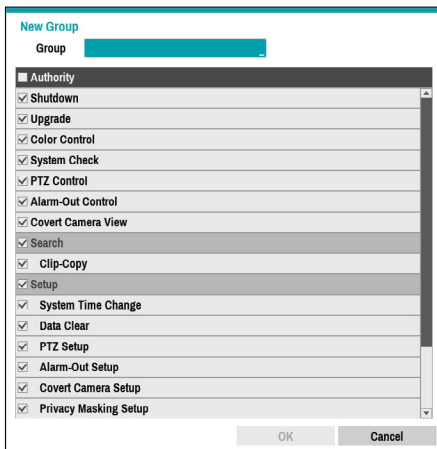 New Group
Group
Authority
Shutdown
Upgrade
Color Control
System Check
PTZ Control
Alarm-Out Control
Covert Camera View
Search
Clip-Copy
Setup
System Time Change
Data Clear
PTZ Setup
Alarm-Out Setup
Covert Camera Setup
Privacy Masking Setup
OK Cancel